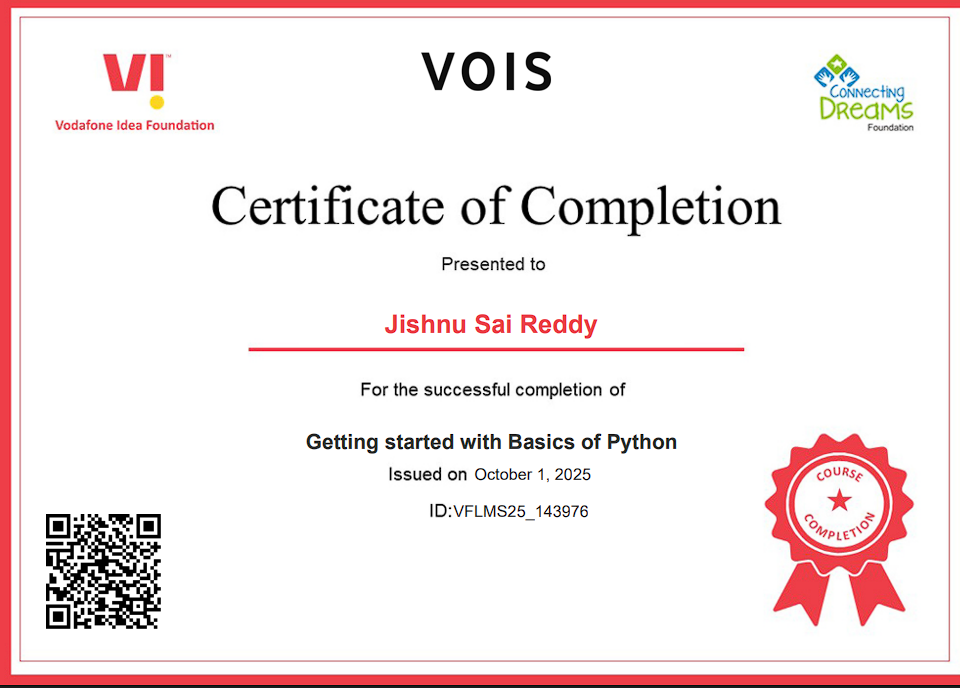 VI
™
Vodafone Idea Foundation
VOIS
Connecting
Dreams
Foundation
Certificate of Completion
Presented to
Jishnu Sai Reddy
For the successful completion of
Getting started with Basics of Python
Issued on October 1, 2025
ID:VFLMS25_143976
COURSE
COMPLETION